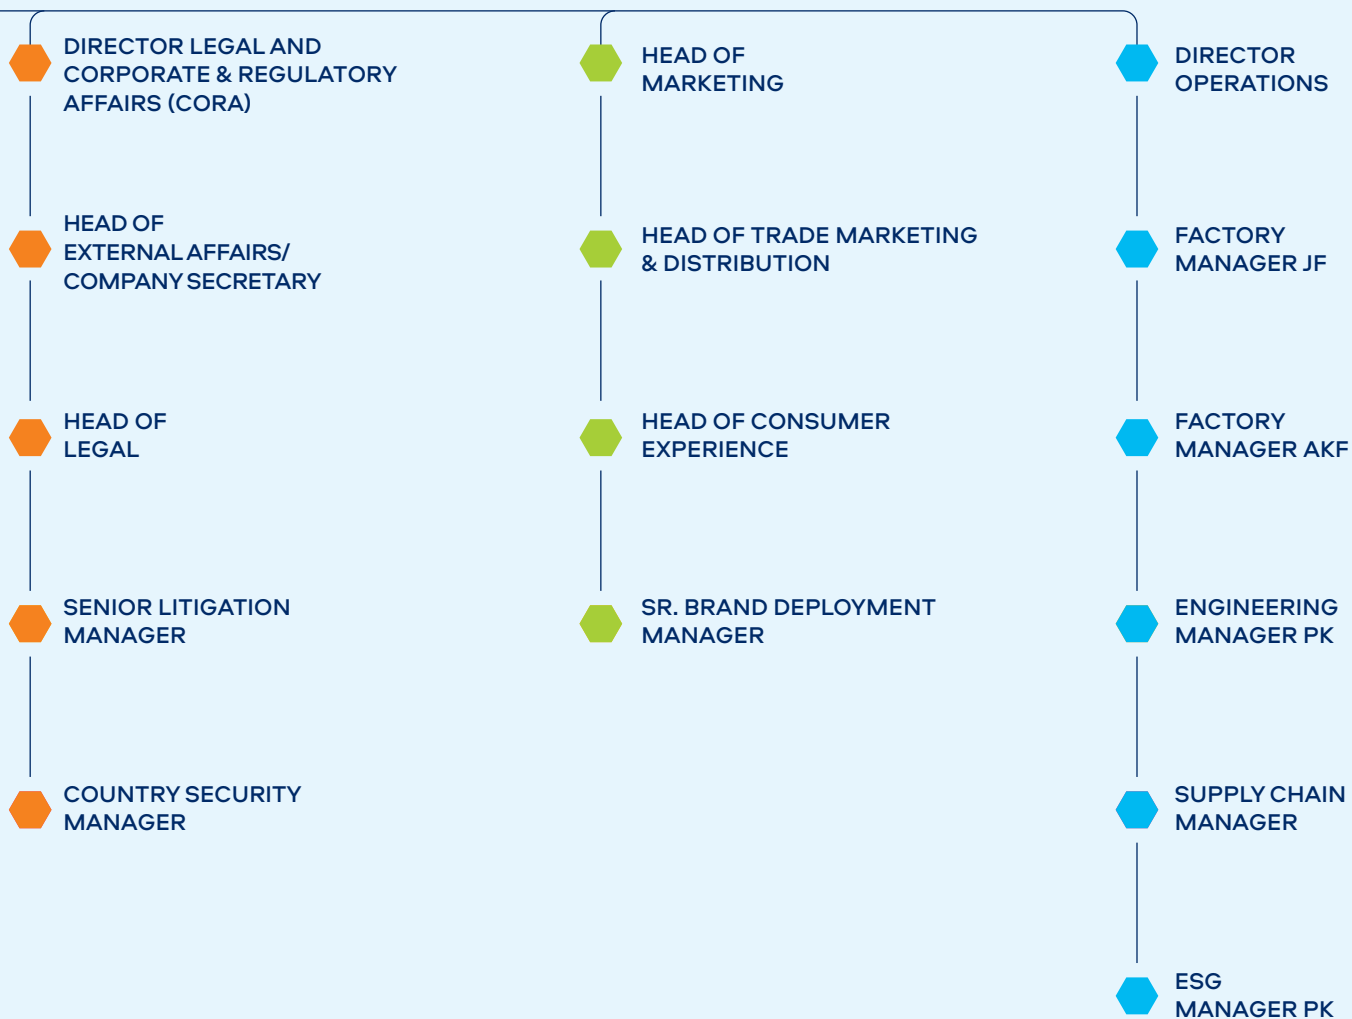 DIRECTOR LEGAL AND
CORPORATE & REGULATORY
AFFAIRS (CORA)
HEAD OF
EXTERNAL AFFAIRS/
COMPANY SECRETARY
HEAD OF
LEGAL
SENIOR LITIGATION
MANAGER
COUNTRY SECURITY
MANAGER
HEAD OF
MARKETING
HEAD OF TRADE MARKETING
& DISTRIBUTION
HEAD OF CONSUMER
EXPERIENCE
SR. BRAND DEPLOYMENT
MANAGER
DIRECTOR
OPERATIONS
FACTORY
MANAGER JF
FACTORY
MANAGER AKF
ENGINEERING
MANAGER PK
SUPPLY CHAIN
MANAGER
ESG
MANAGER PK